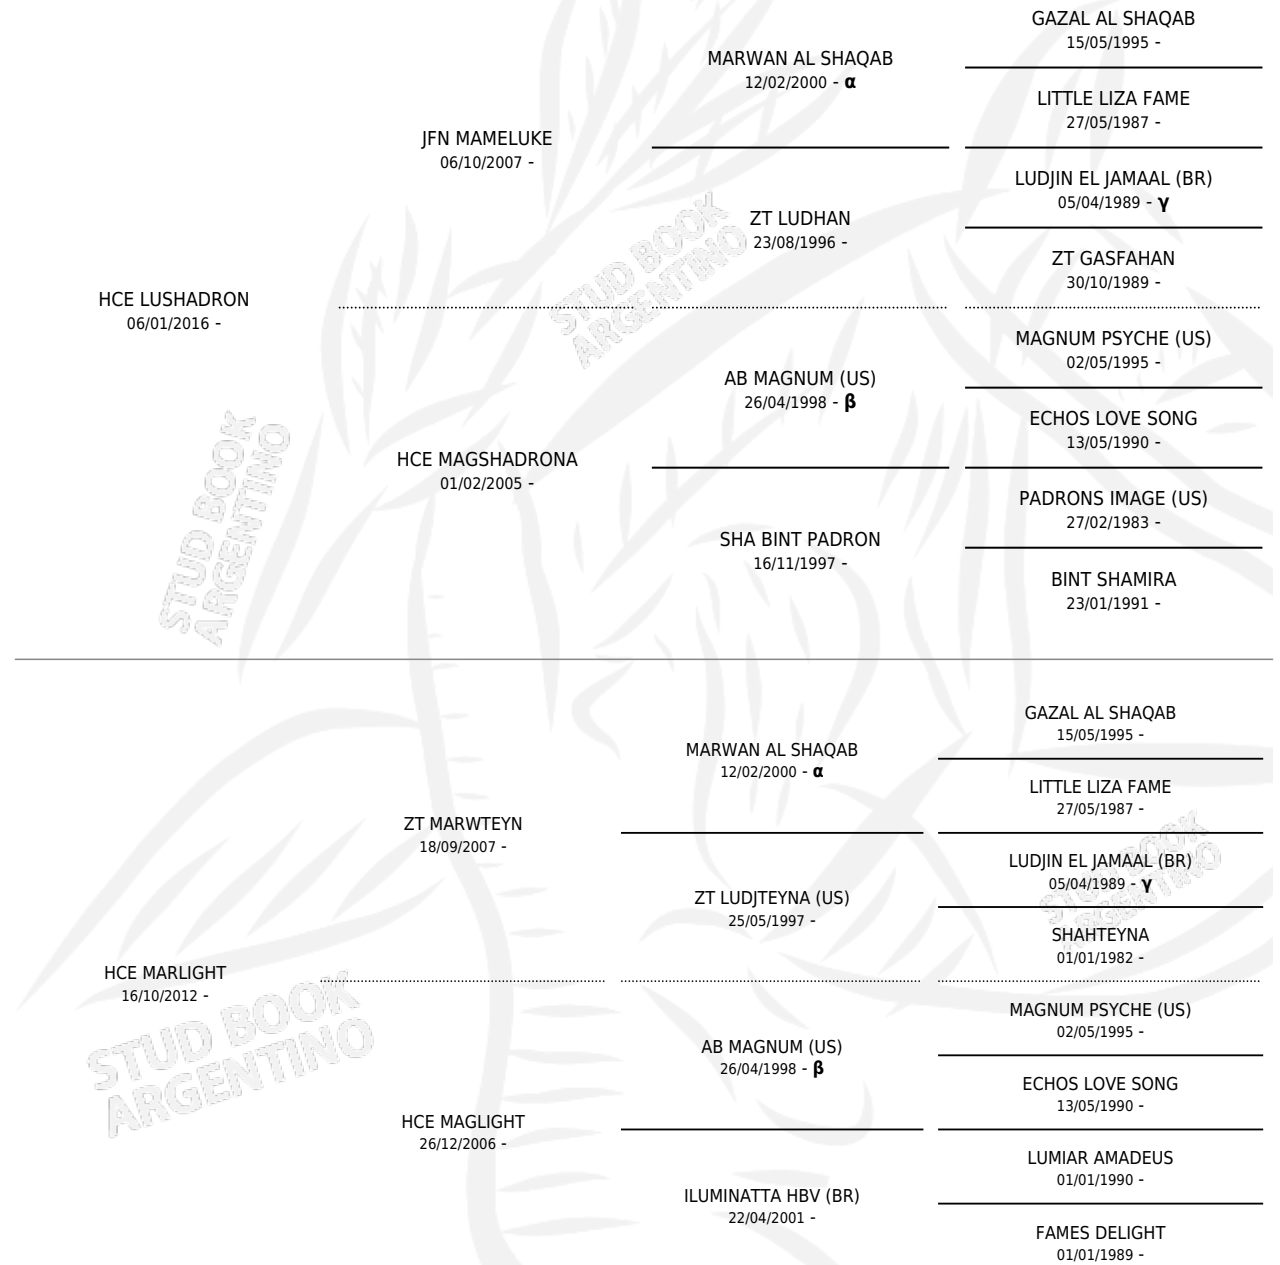 GAZAL AL SHAQAB
15/05/1995 -
MARWAN AL SHAQAB
12/02/2000 - α
LITTLE LIZA FAME
27/05/1987 -
JFN MAMELUKE
06/10/2007 -
LUDJIN EL JAMAAL (BR)
05/04/1989 - γ
ZT LUDHAN
23/08/1996 -
ZT GASFAHAN
30/10/1989 -
HCE LUSHADRON
06/01/2016 -
MAGNUM PSYCHE (US)
02/05/1995 -
AB MAGNUM (US)
26/04/1998 - β
ECHOS LOVE SONG
13/05/1990 -
HCE MAGSHADRONA
01/02/2005 -
PADRONS IMAGE (US)
27/02/1983 -
SHA BINT PADRON
16/11/1997 -
BINT SHAMIRA
23/01/1991 -
STUD BOOK
ARGENTINO
STUD BOOK
ARGENTINO
GAZAL AL SHAQAB
15/05/1995 -
MARWAN AL SHAQAB
12/02/2000 - α
LITTLE LIZA FAME
27/05/1987 -
ZT MARWTEYN
18/09/2007 -
LUDJIN EL JAMAAL (BR)
05/04/1989 - γ
ZT LUDJTEYNA (US)
25/05/1997 -
SHAHTEYNA
01/01/1982 -
HCE MARLIGHT
16/10/2012 -
MAGNUM PSYCHE (US)
02/05/1995 -
AB MAGNUM (US)
26/04/1998 - β
ECHOS LOVE SONG
13/05/1990 -
HCE MAGLIGHT
26/12/2006 -
LUMIAR AMADEUS
01/01/1990 -
ILUMINATTA HBV (BR)
22/04/2001 -
FAMES DELIGHT
01/01/1989 -
STUD BOOK
ARGENTINO
STUD BOOK
ARGENTINO